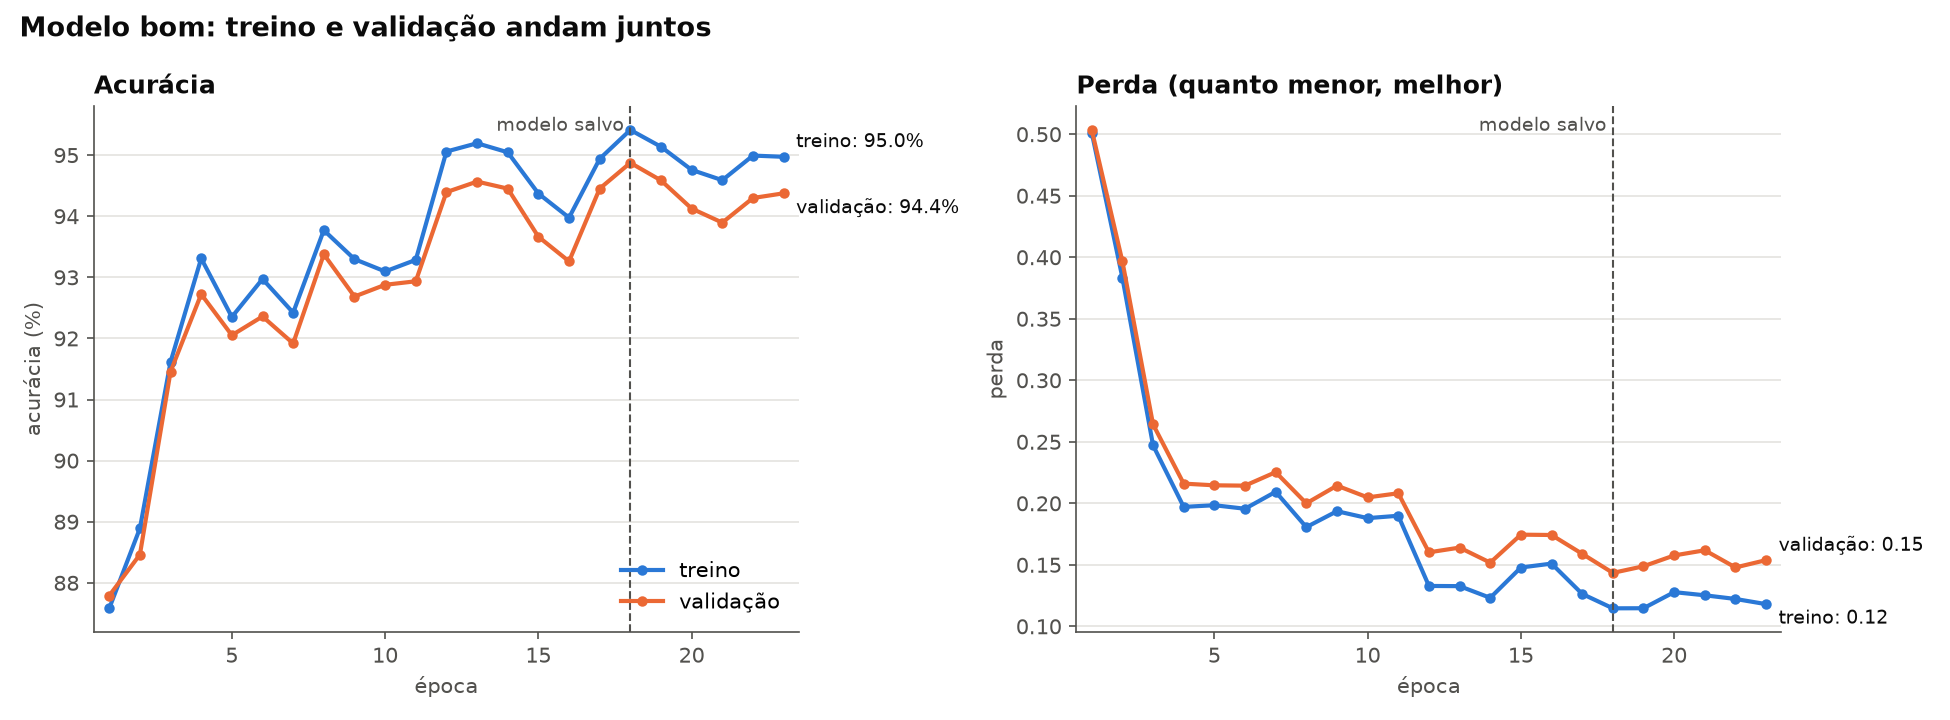 Modelo bom: treino e validação andam juntos
Acurácia
modelo salvo
treino: 95.0%
validação: 94.4%
95
94
93
92
91
90
89
88
acurácia (%)
treino
validação
5
10
15
20
época
Perda (quanto menor, melhor)
modelo salvo
0.50
0.45
0.40
0.35
0.30
0.25
0.20
0.15
0.10
perda
validação: 0.15
treino: 0.12
5
10
15
20
época